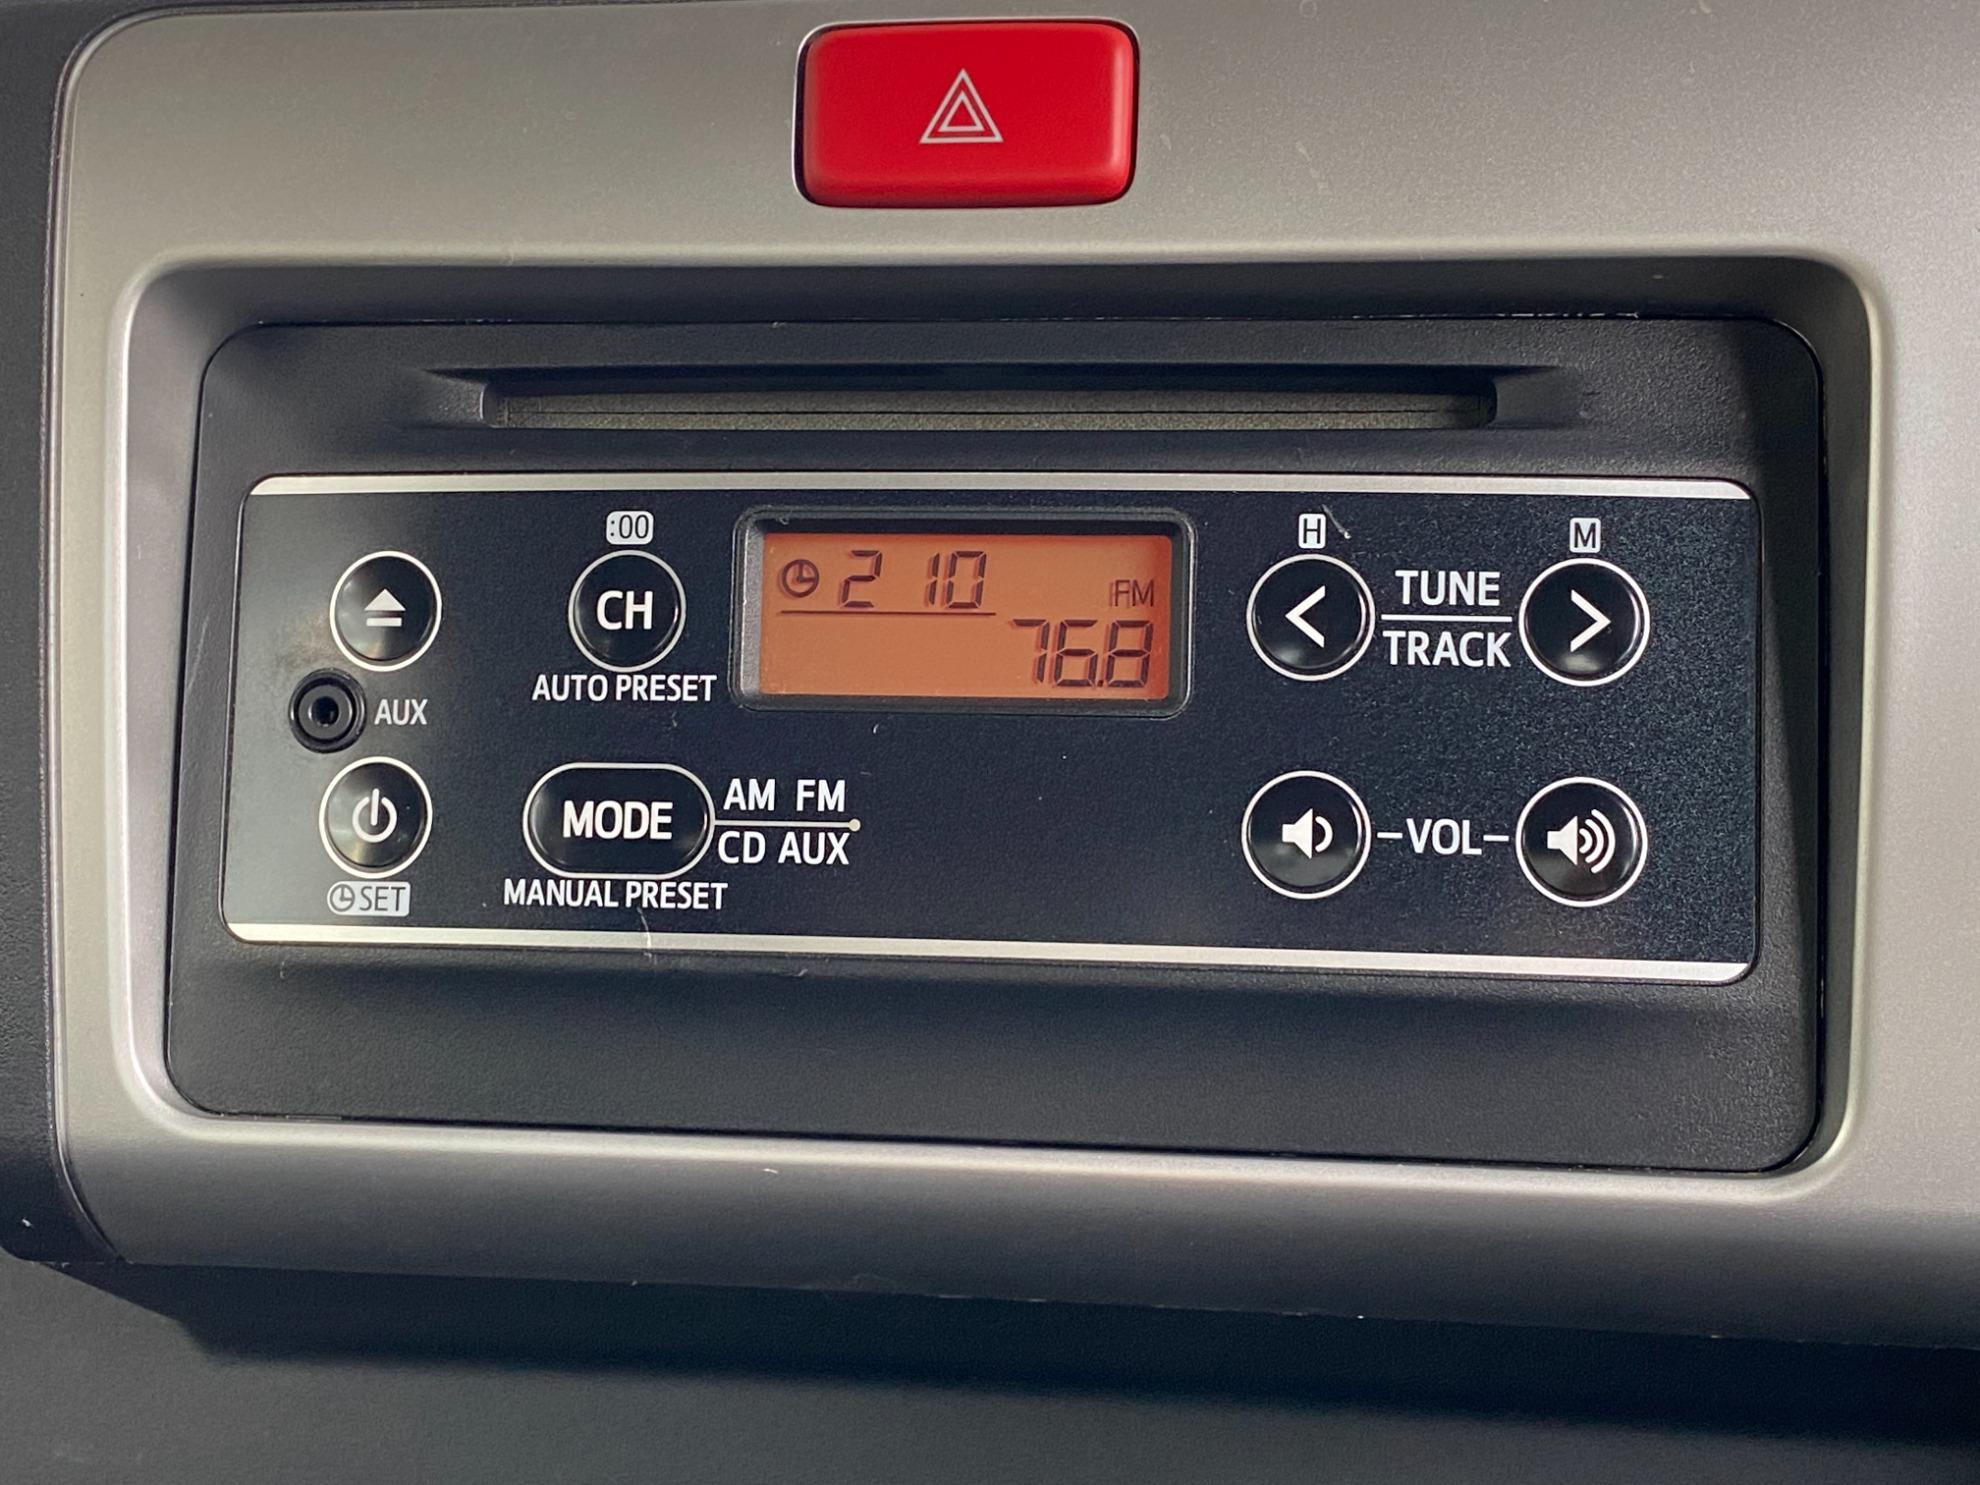 :00
H
M
CH
AUTO PRESET
2 10
FM
76.8
TUNE
TRACK
AUX
MODE
AM FM
CD AUX
MANUAL PRESET
VOL
SET